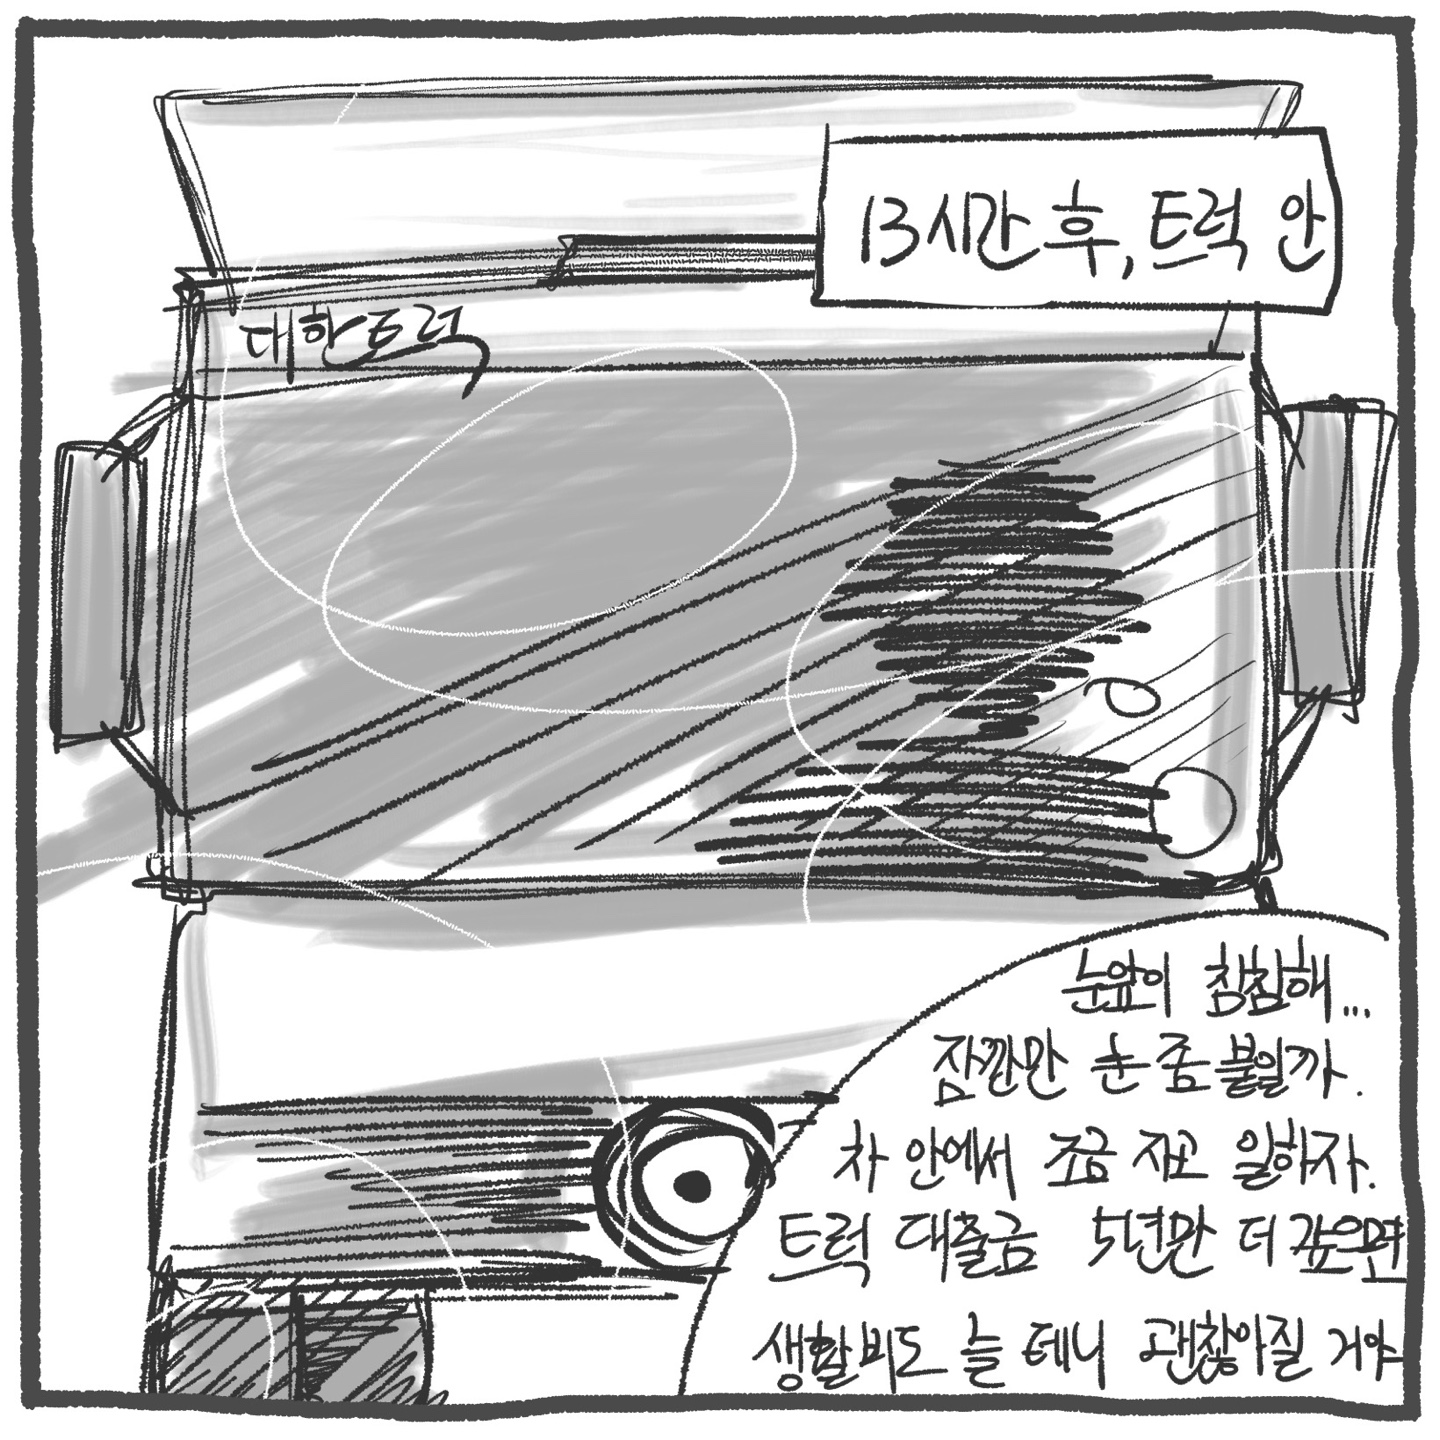 13시간 후, 트럭 안
대한트럭
눈앞이 침침해...
잠깐만 눈 좀 붙일까.
차 안에서 조금 자고 일하자.
트럭 대출금 5년만 더 갚으면
생활비도 늘 테니 괜찮아질 거야